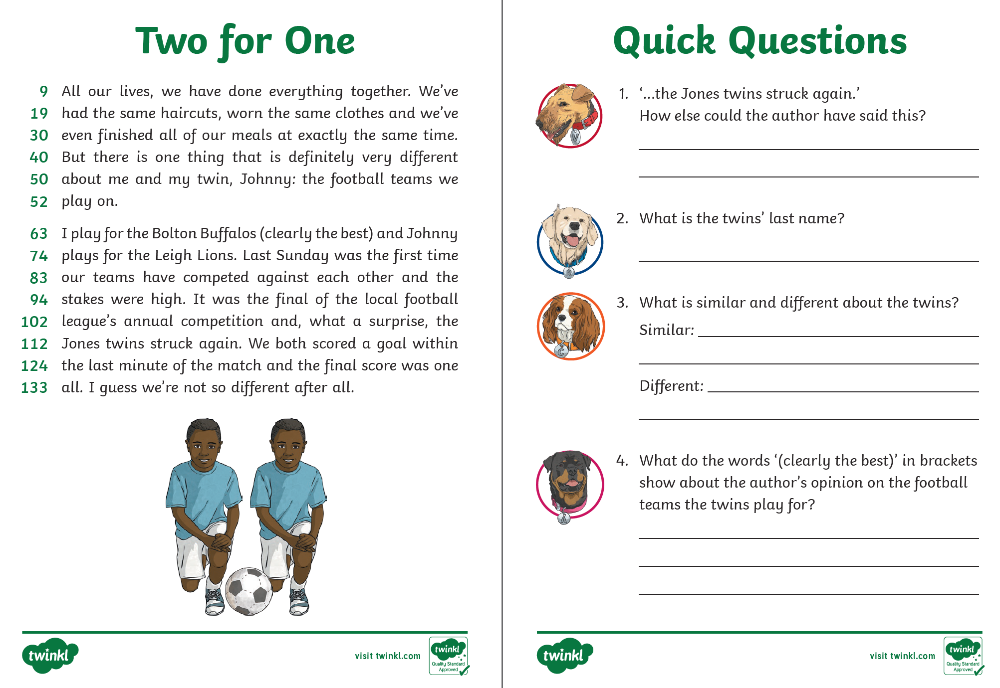 Two for One
9 All our lives, we have done everything together. We've
19 had the same haircuts, worn the same clothes and we've
30 even finished all of our meals at exactly the same time.
40 But there is one thing that is definitely very different
50 about me and my twin, Johnny: the football teams we
52 play on.
63 I play for the Bolton Buffalos (clearly the best) and Johnny
74 plays for the Leigh Lions. Last Sunday was the first time
83 our teams have competed against each other and the
94 stakes were high. It was the final of the local football
102 league's annual competition and, what a surprise, the
112 Jones twins struck again. We both scored a goal within
124 the last minute of the match and the final score was one
133 all. I guess we're not so different after all.
twinkl
visit twinkl.com
twinkl
Quality Standard
Approved
Quick Questions
V
1. '...the Jones twins struck again.'
How else could the author have said this?
R
2. What is the twins' last name?
C
3. What is similar and different about the twins?
Similar:
Different:
A
4. What do the words '(clearly the best)' in brackets
show about the author's opinion on the football
teams the twins play for?
twinkl
visit twinkl.com
twinkl
Quality Standard
Approved